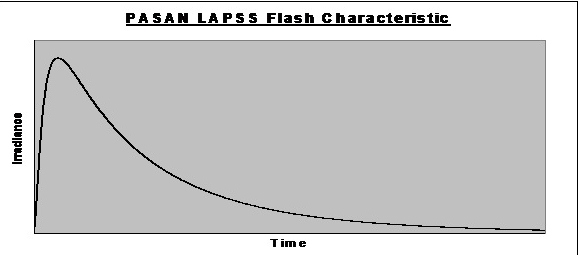 PASAN LAPSS Flash Characteristic
Irradiance
Time